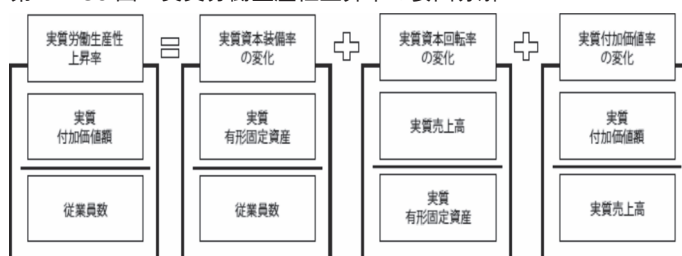 実質労働生産性
上昇率
=
実質資本装備率
の変化
+
実質資本回転率
の変化
+
実質付加価値率
の変化
実質
付加価値額
実質
有形固定資産
実質売上高
実質
付加価値額
従業員数
従業員数
実質
有形固定資産
実質売上高